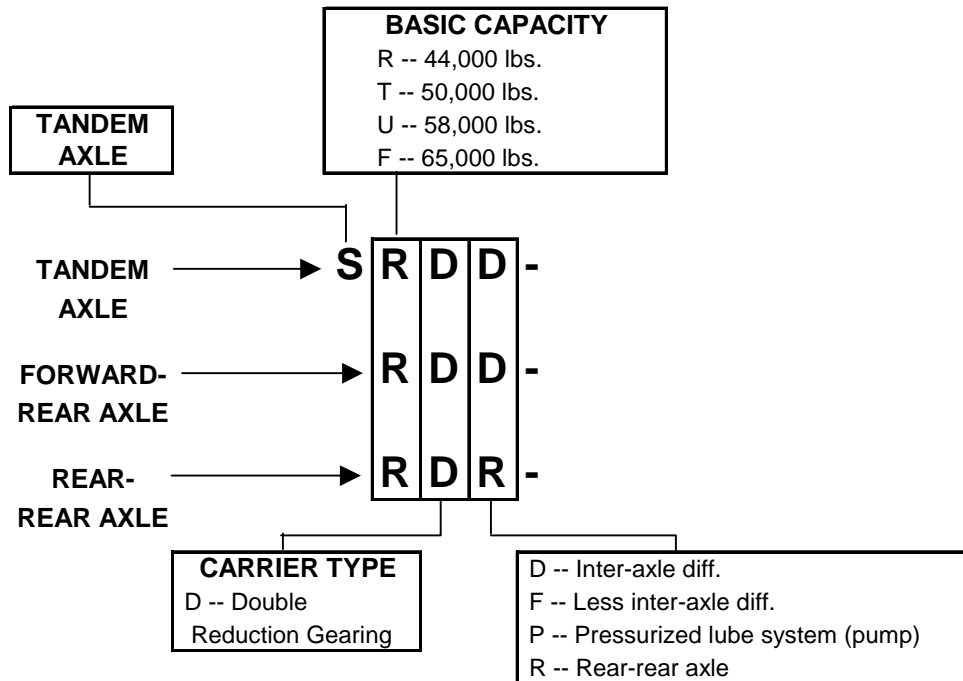 BASIC CAPACITY
R -- 44,000 lbs.
T -- 50,000 lbs.
U -- 58,000 lbs.
F -- 65,000 lbs.
TANDEM
AXLE
TANDEM
AXLE
S R D D -
FORWARD-
REAR AXLE
R D D -
REAR-
REAR AXLE
R D R -
CARRIER TYPE
D -- Double
Reduction Gearing
D -- Inter-axle diff.
F -- Less inter-axle diff.
P -- Pressurized lube system (pump)
R -- Rear-rear axle